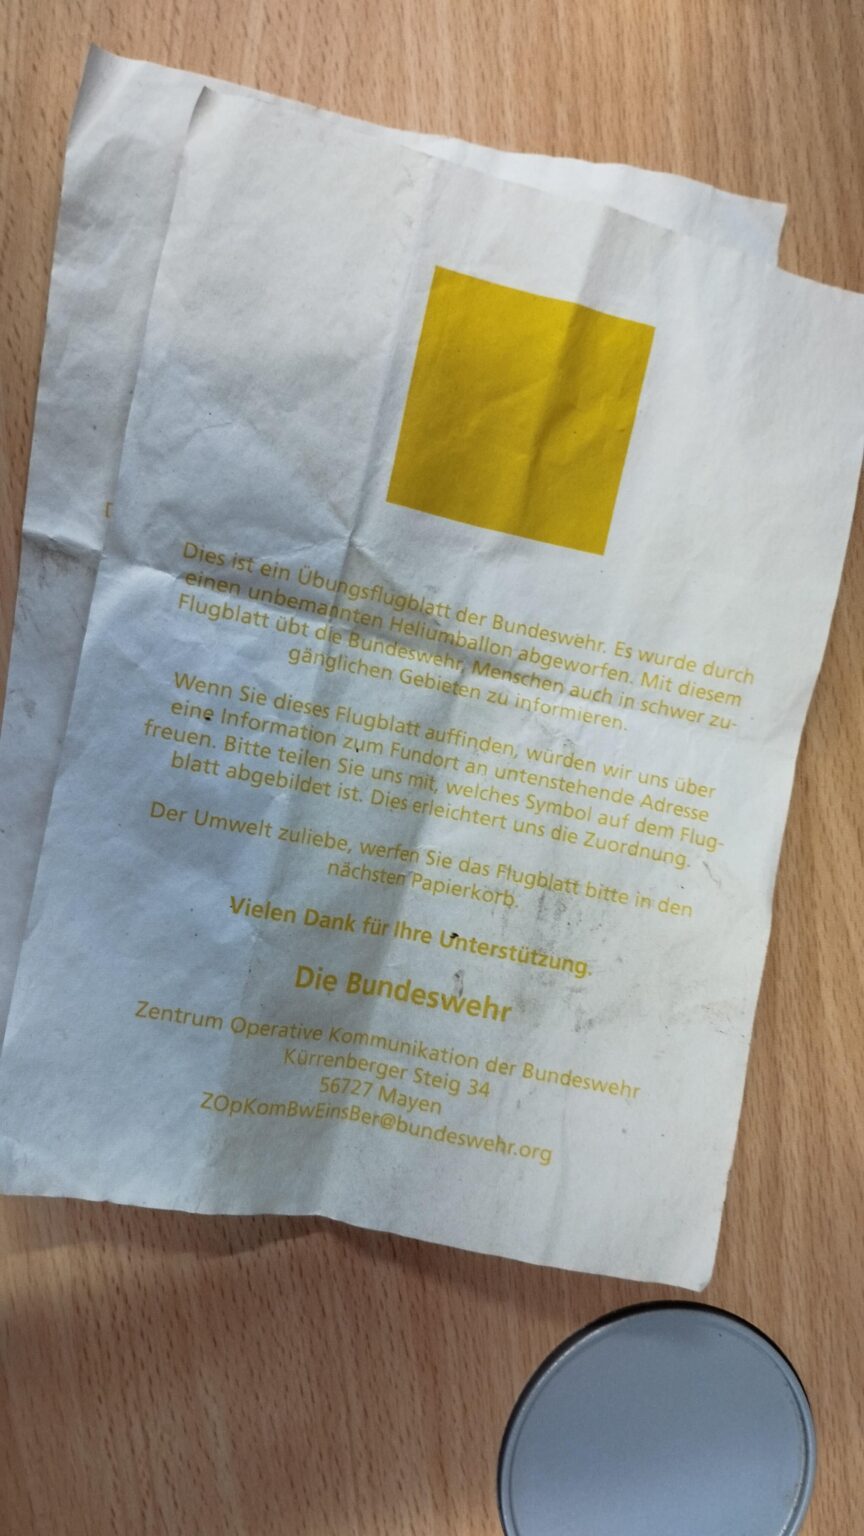 Dies ist ein Übungsflugblatt der Bundeswehr. Es wurde durch
einen unbemannten Heliumballon abgeworfen. Mit diesem
Flugblatt übt die Bundeswehr, Menschen auch in schwer zu-
gänglichen Gebieten zu informieren.
Wenn Sie dieses Flugblatt auffinden, würden wir uns über
eine Information zum Fundort an untenstehende Adresse
freuen. Bitte teilen Sie uns mit, welches Symbol auf dem Flug-
blatt abgebildet ist. Dies erleichtert uns die Zuordnung.
Der Umwelt zuliebe, werfen Sie das Flugblatt bitte in den
nächsten Papierkorb.
Vielen Dank für Ihre Unterstützung.
Die Bundeswehr
Zentrum Operative Kommunikation der Bundeswehr
Kürrenberger Steig 34
56727 Mayen
ZOpKomBwEinsBer@bundeswehr.org